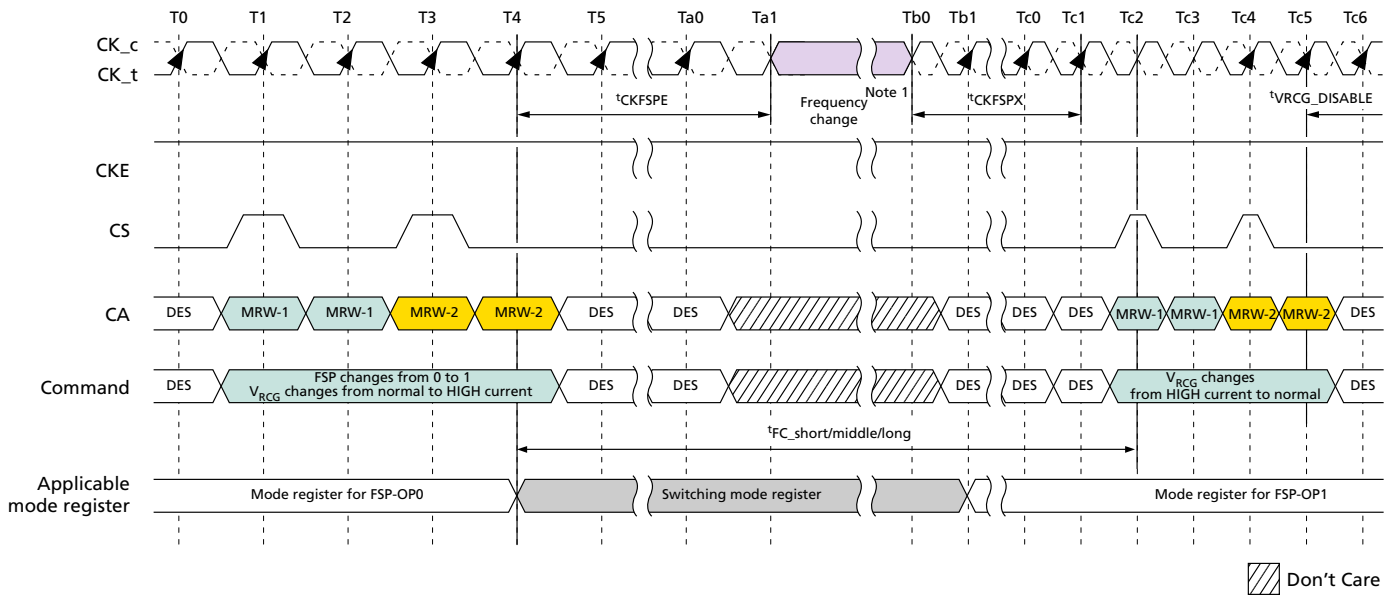 T0 T1 T2 T3 T4 T5 Ta0 Ta1 Tb0 Tb1 Tc0 Tc1 Tc2 Tc3 Tc4 Tc5 Tc6
CK_c
CK_t
tCKFSPE
Frequency
change
Note 1
tCKFSPX
tVRCG_DISABLE
CKE
CS
CA
DES MRW-1 MRW-1 MRW-2 MRW-2 DES DES DES DES DES MRW-1 MRW-1 MRW-2 MRW-2 DES
Command
DES
FSP changes from 0 to 1
VRCG changes from normal to HIGH current
DES DES DES DES DES
VRCG changes
from HIGH current to normal
DES
tFC_short/middle/long
Applicable
mode register
Mode register for FSP-OP0
Switching mode register
Mode register for FSP-OP1
Don't Care